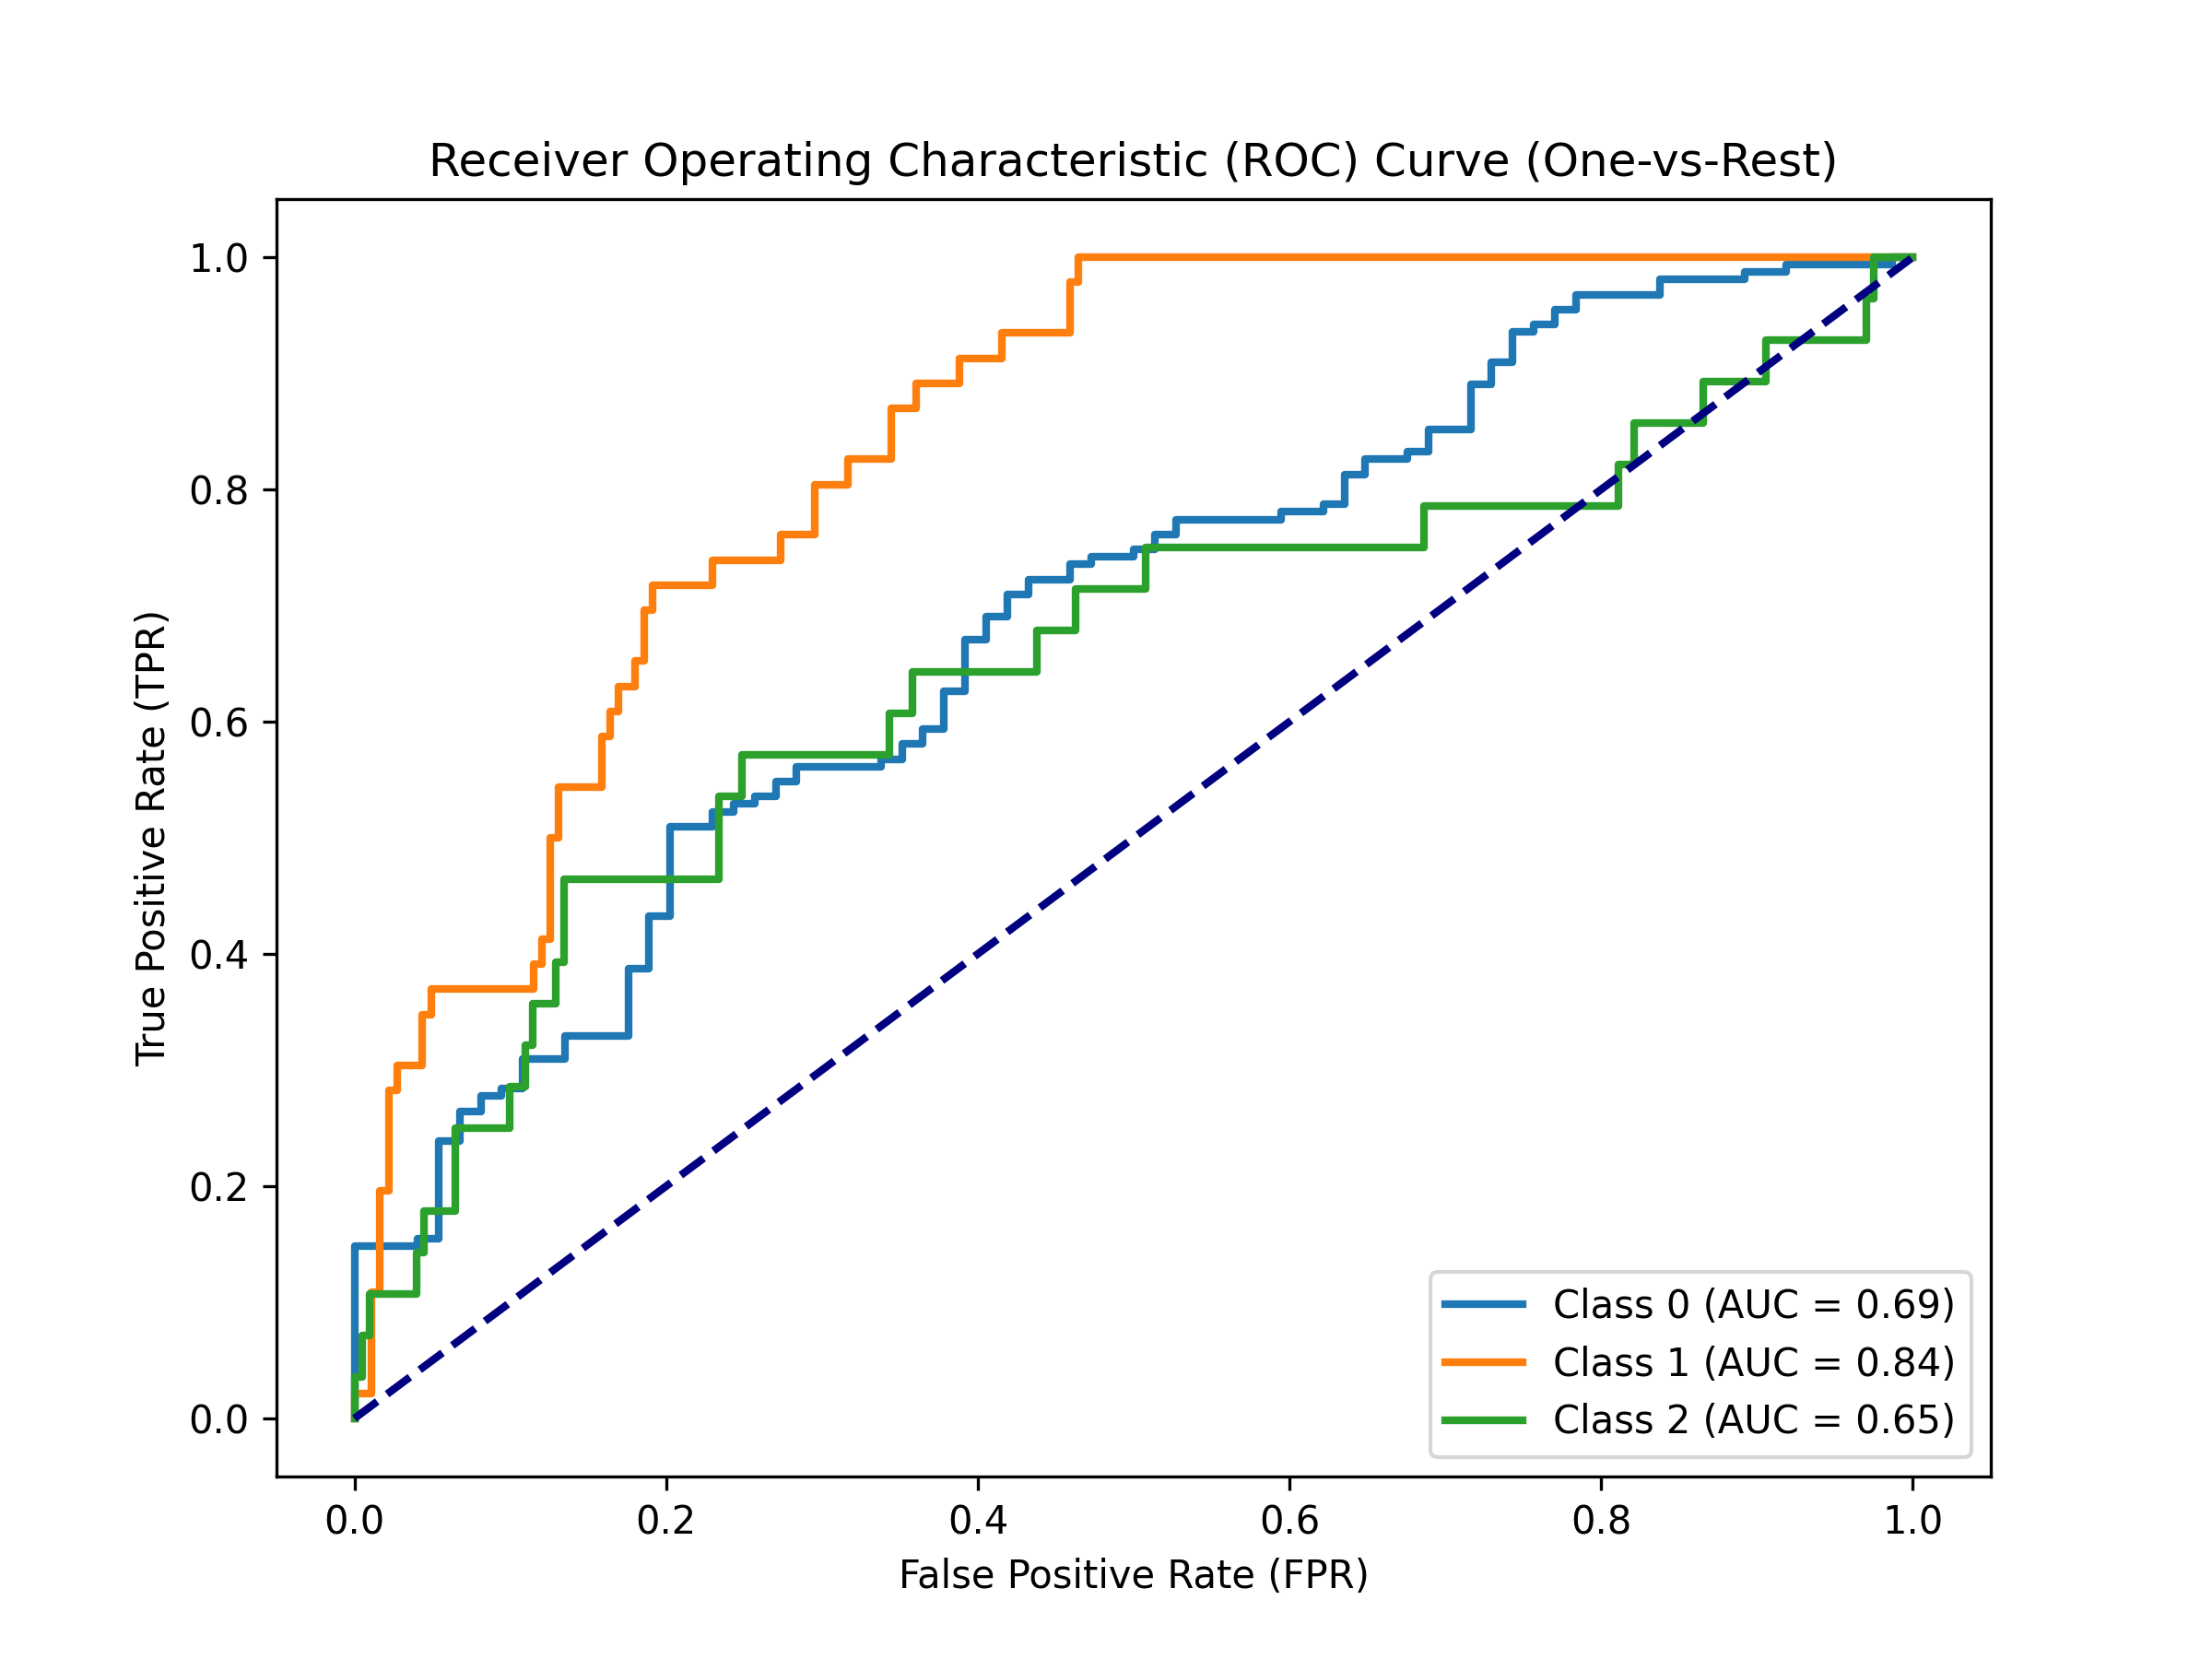 Receiver Operating Characteristic (ROC) Curve (One-vs-Rest)
1.0
0.8
0.6
0.4
0.2
0.0
True Positive Rate (TPR)
Class 0 (AUC = 0.69)
Class 1 (AUC = 0.84)
Class 2 (AUC = 0.65)
0.0 0.2 0.4 0.6 0.8 1.0
False Positive Rate (FPR)